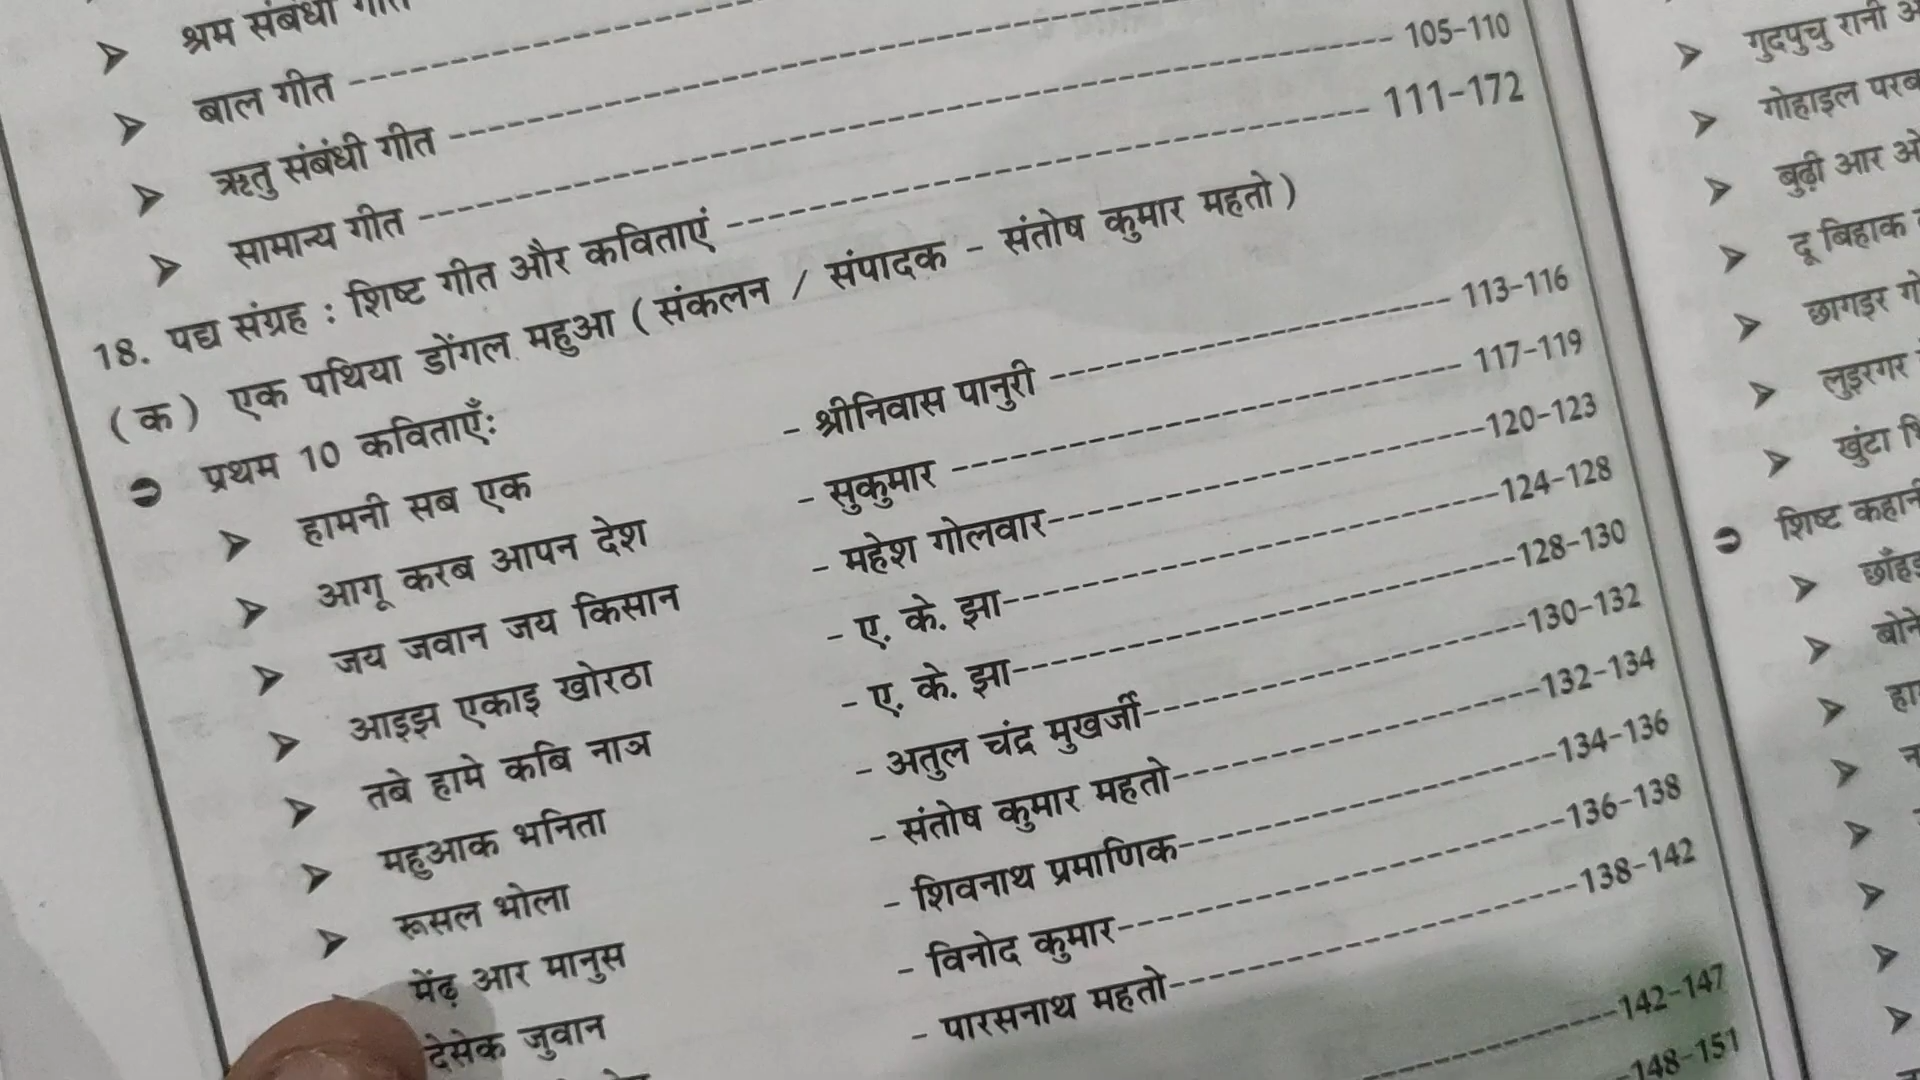 श्रम संबंधी गीत
बाल गीत
ऋतु संबंधी गीत
सामान्य गीत 105-110
18. पद्य संग्रह : शिष्ट गीत और कविताएं 111-172
(क) एक पथिया डोंगल महुआ ( संकलन / संपादक - संतोष कुमार महतो )
प्रथम 10 कविताएँ:
हामनी सब एक - श्रीनिवास पानुरी 113-116
आगू करब आपन देश - सुकुमार 117-119
जय जवान जय किसान - महेश गोलवार 120-123
आइझ एकाइ खोरठा - ए. के. झा 124-128
तबे हामे कबि नाञ - ए. के. झा 128-130
महुआक भनिता - अतुल चंद्र मुखर्जी 130-132
रूसल भोला - संतोष कुमार महतो 132-134
मेंढ़ आर मानुस - शिवनाथ प्रमाणिक 134-136
देसेक जुवान - विनोद कुमार 136-138
- पारसनाथ महतो 138-142
142-147
148-151
गुदपुचु रानी
गोहाइल
बुढ़ी आर
दू बिहाक
छागइर
लुइरगर
खुंटा
शिष्ट